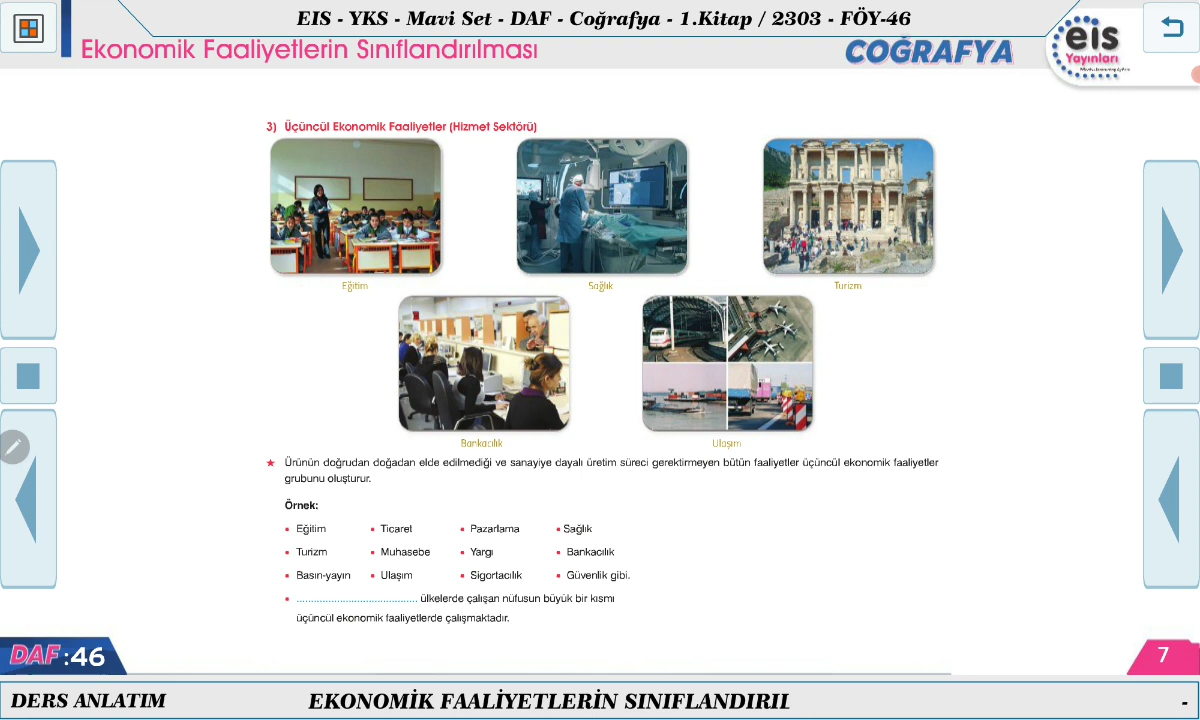 EIS - YKS - Mavi Set - DAF - Coğrafya - 1.Kitap / 2303 - FÖY-46
Ekonomik Faaliyetlerin Sınıflandırılması
COĞRAFYA
eis
Yayınları
3) Üçüncül Ekonomik Faaliyetler (Hizmet Sektörü)
Eğitim
Sağlık
Turizm
Bankacılık
Ulaşım
★ Ürünün doğrudan doğadan elde edilmediği ve sanayiye dayalı üretim süreci gerektirmeyen bütün faaliyetler üçüncül ekonomik faaliyetler
grubunu oluşturur.
Örnek:
• Eğitim • Ticaret • Pazarlama • Sağlık
• Turizm • Muhasebe • Yargı • Bankacılık
• Basın-yayın • Ulaşım • Sigortacılık • Güvenlik gibi.
• .......................................... ülkelerde çalışan nüfusun büyük bir kısmı
üçüncül ekonomik faaliyetlerde çalışmaktadır.
DAF :46
7
DERS ANLATIM
EKONOMİK FAALİYETLERİN SINIFLANDIRII
-